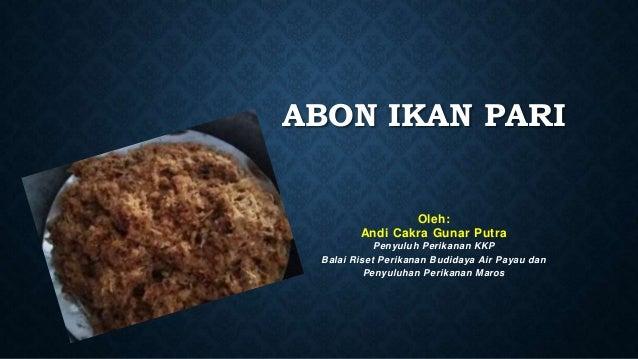 ABON IKAN PARI
Oleh:
Andi Cakra Gunar Putra
Penyuluh Perikanan KKP
Balai Riset Perikanan Budidaya Air Payau dan
Penyuluhan Perikanan Maros